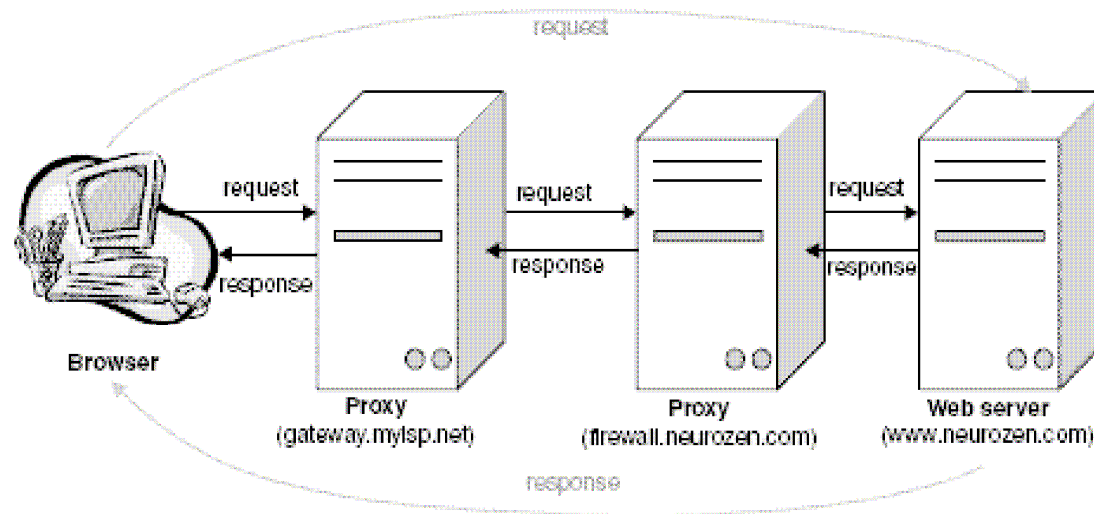 request
request
request
request
response
response
response
Browser
Proxy
(gateway.myisp.net)
Proxy
(firewall.neurozen.com)
Web server
(www.neurozen.com)
response